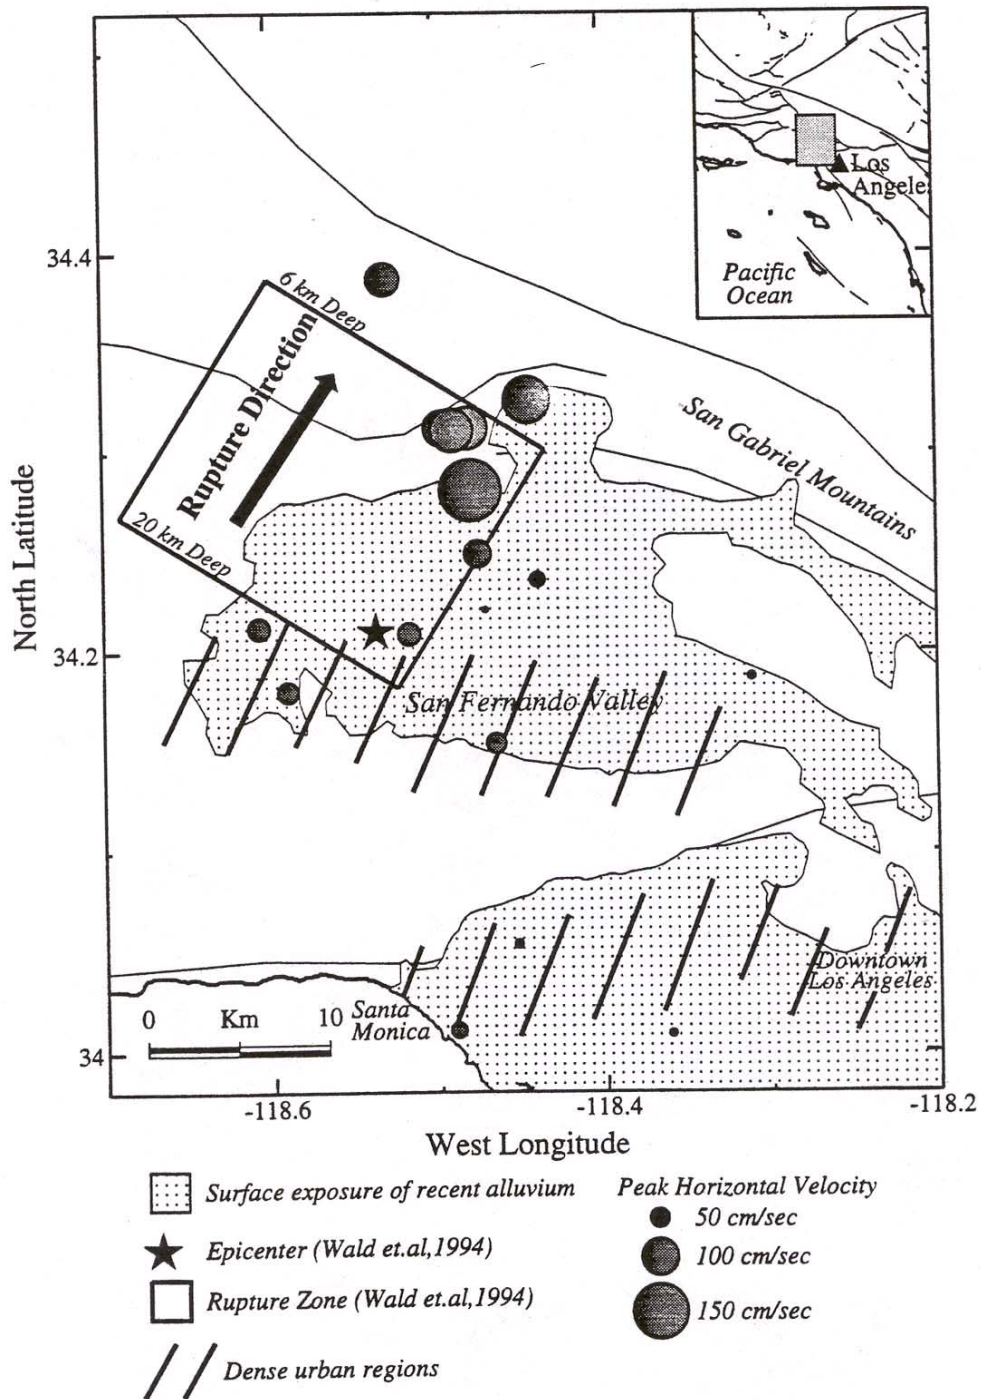 Los
Angele
Pacific
Ocean
34.4
6 km Deep
Rupture Direction
San Gabriel Mountains
20 km Deep
North Latitude
34.2
San Fernando Valley
Downtown
Los Angeles
0 Km 10
Santa
Monica
34
-118.6 -118.4 -118.2
West Longitude
Surface exposure of recent alluvium
Epicenter (Wald et.al,1994)
Rupture Zone (Wald et.al,1994)
Dense urban regions
Peak Horizontal Velocity
50 cm/sec
100 cm/sec
150 cm/sec